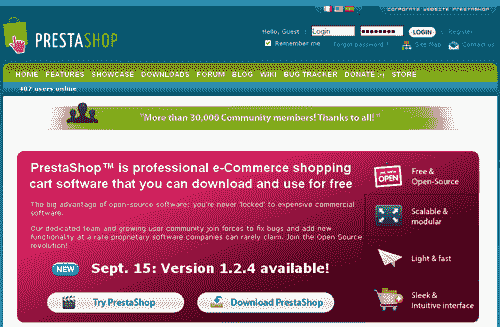 CORPORATE WEBSITE PRESTASHOP
PRESTASHOP
Hello, Guest
Login
LOGIN
Register
Remember me
Forgot password ?
Site Map
Contact us
HOME FEATURES SHOWCASE DOWNLOADS FORUM BLOG WIKI BUG TRACKER DONATE :-) STORE
487 users online
"More than 30,000 Community members! Thanks to all! "
PrestaShop™ is professional e-Commerce shopping
cart software that you can download and use for free
The big advantage of open-source software: you're never 'locked' to expensive commercial
software.
Our dedicated team and growing user community join forces to fix bugs and add new
functionality at a rate proprietary software companies can rarely claim. Join the Open Source
revolution!
NEW Sept. 15: Version 1.2.4 available!
Try PrestaShop
Download PrestaShop
OPEN
Free &
Open-Source
Scalable &
modular
Light & fast
Sleek &
Intuitive interface